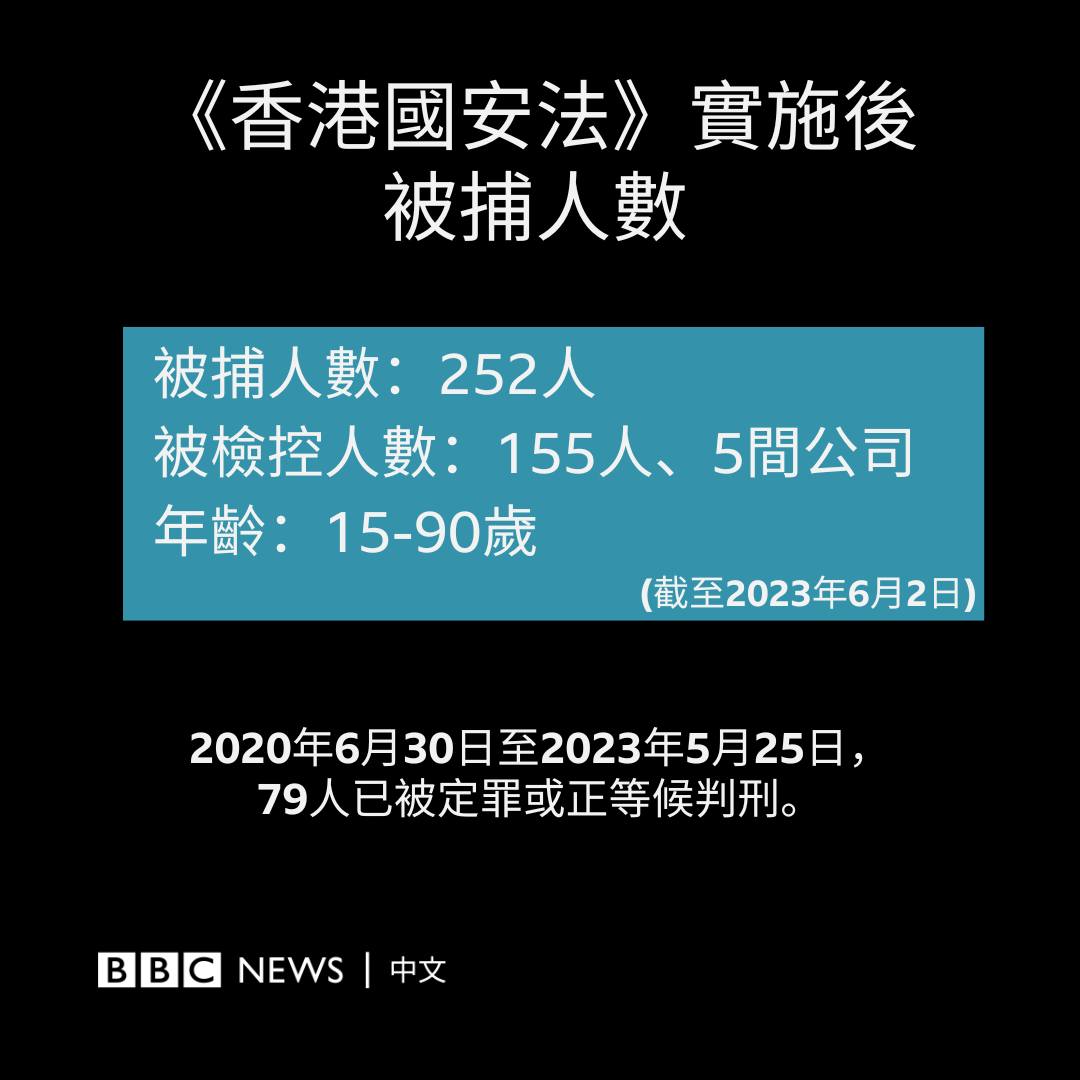 《香港國安法》實施後
被捕人數
被捕人數：252人
被檢控人數：155人、5間公司
年齡：15-90歲
(截至2023年6月2日)
2020年6月30日至2023年5月25日，
79人已被定罪或正等候判刑。
BBC NEWS | 中文